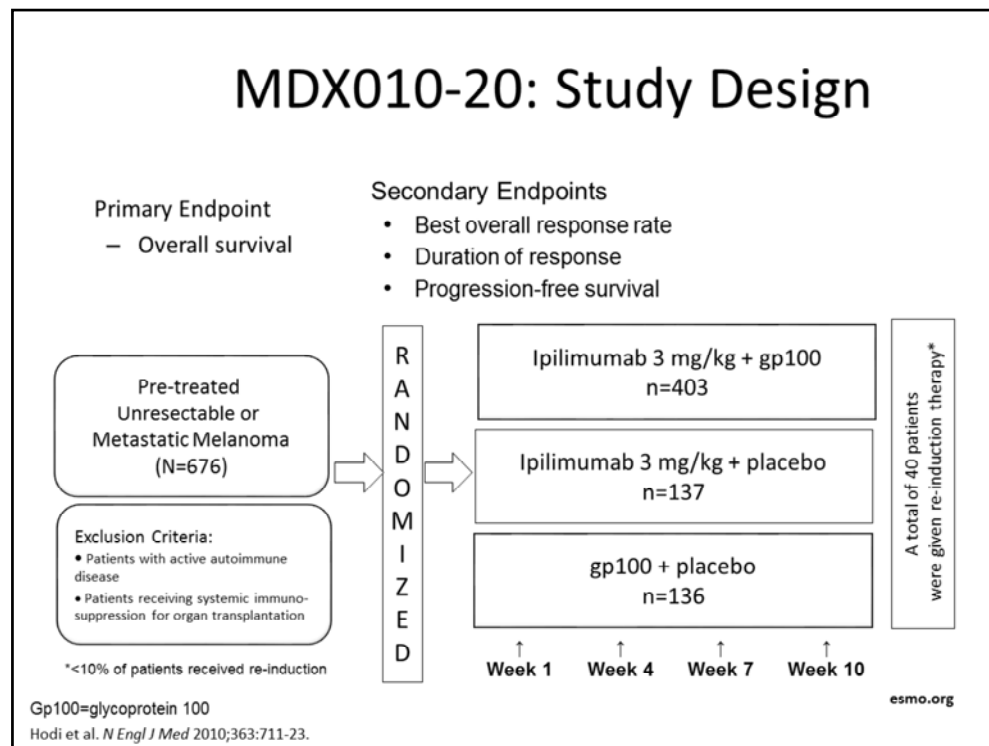 MDX010-20: Study Design
Primary Endpoint
– Overall survival
Secondary Endpoints
• Best overall response rate
• Duration of response
• Progression-free survival
Pre-treated
Unresectable or
Metastatic Melanoma
(N=676)
Exclusion Criteria:
• Patients with active autoimmune
disease
• Patients receiving systemic immuno-
suppression for organ transplantation
*<10% of patients received re-induction
RANDOMIZED
Ipilimumab 3 mg/kg + gp100
n=403
Ipilimumab 3 mg/kg + placebo
n=137
gp100 + placebo
n=136
↑ ↑ ↑ ↑
Week 1 Week 4 Week 7 Week 10
A total of 40 patients
were given re-induction therapy*
esmo.org
Gp100=glycoprotein 100
Hodi et al. N Engl J Med 2010;363:711-23.